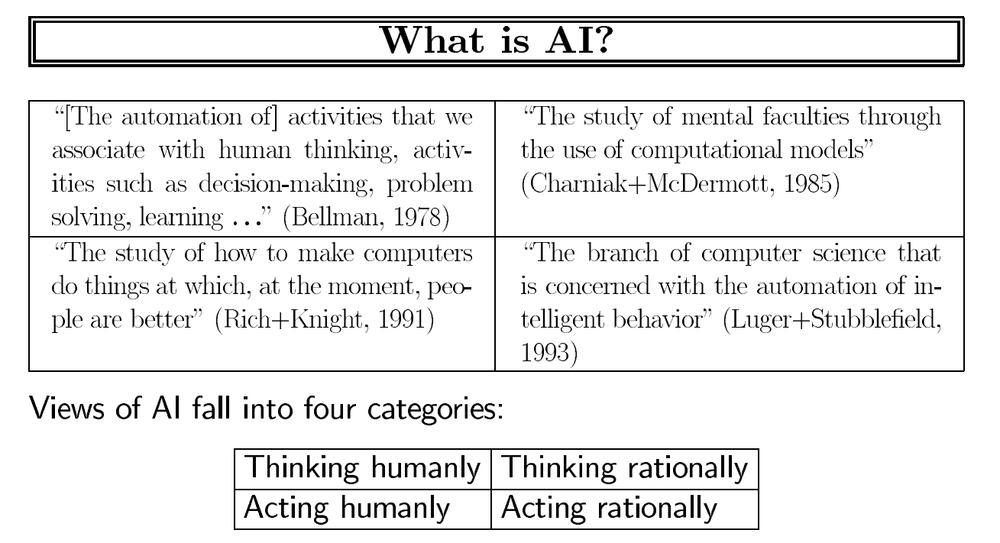 What is AI?
“[The automation of] activities that we
associate with human thinking, activ-
ities such as decision-making, problem
solving, learning ...” (Bellman, 1978)
“The study of mental faculties through
the use of computational models”
(Charniak+McDermott, 1985)
“The study of how to make computers
do things at which, at the moment, peo-
ple are better” (Rich+Knight, 1991)
“The branch of computer science that
is concerned with the automation of in-
telligent behavior” (Luger+Stubblefield,
1993)
Views of AI fall into four categories:
Thinking humanly
Thinking rationally
Acting humanly
Acting rationally